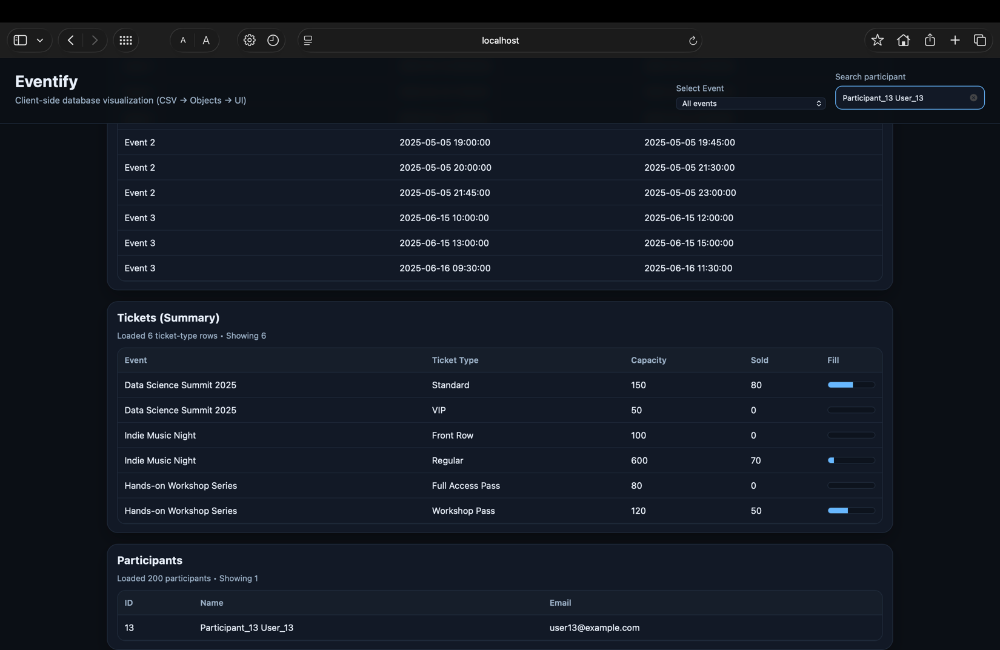 A A
localhost
Eventify
Client-side database visualization (CSV → Objects → UI)
Select Event
All events
Search participant
Participant_13 User_13
Event 2 2025-05-05 19:00:00 2025-05-05 19:45:00
Event 2 2025-05-05 20:00:00 2025-05-05 21:30:00
Event 2 2025-05-05 21:45:00 2025-05-05 23:00:00
Event 3 2025-06-15 10:00:00 2025-06-15 12:00:00
Event 3 2025-06-15 13:00:00 2025-06-15 15:00:00
Event 3 2025-06-16 09:30:00 2025-06-16 11:30:00
Tickets (Summary)
Loaded 6 ticket-type rows • Showing 6
Event Ticket Type Capacity Sold Fill
Data Science Summit 2025 Standard 150 80
Data Science Summit 2025 VIP 50 0
Indie Music Night Front Row 100 0
Indie Music Night Regular 600 70
Hands-on Workshop Series Full Access Pass 80 0
Hands-on Workshop Series Workshop Pass 120 50
Participants
Loaded 200 participants • Showing 1
ID Name Email
13 Participant_13 User_13 user13@example.com